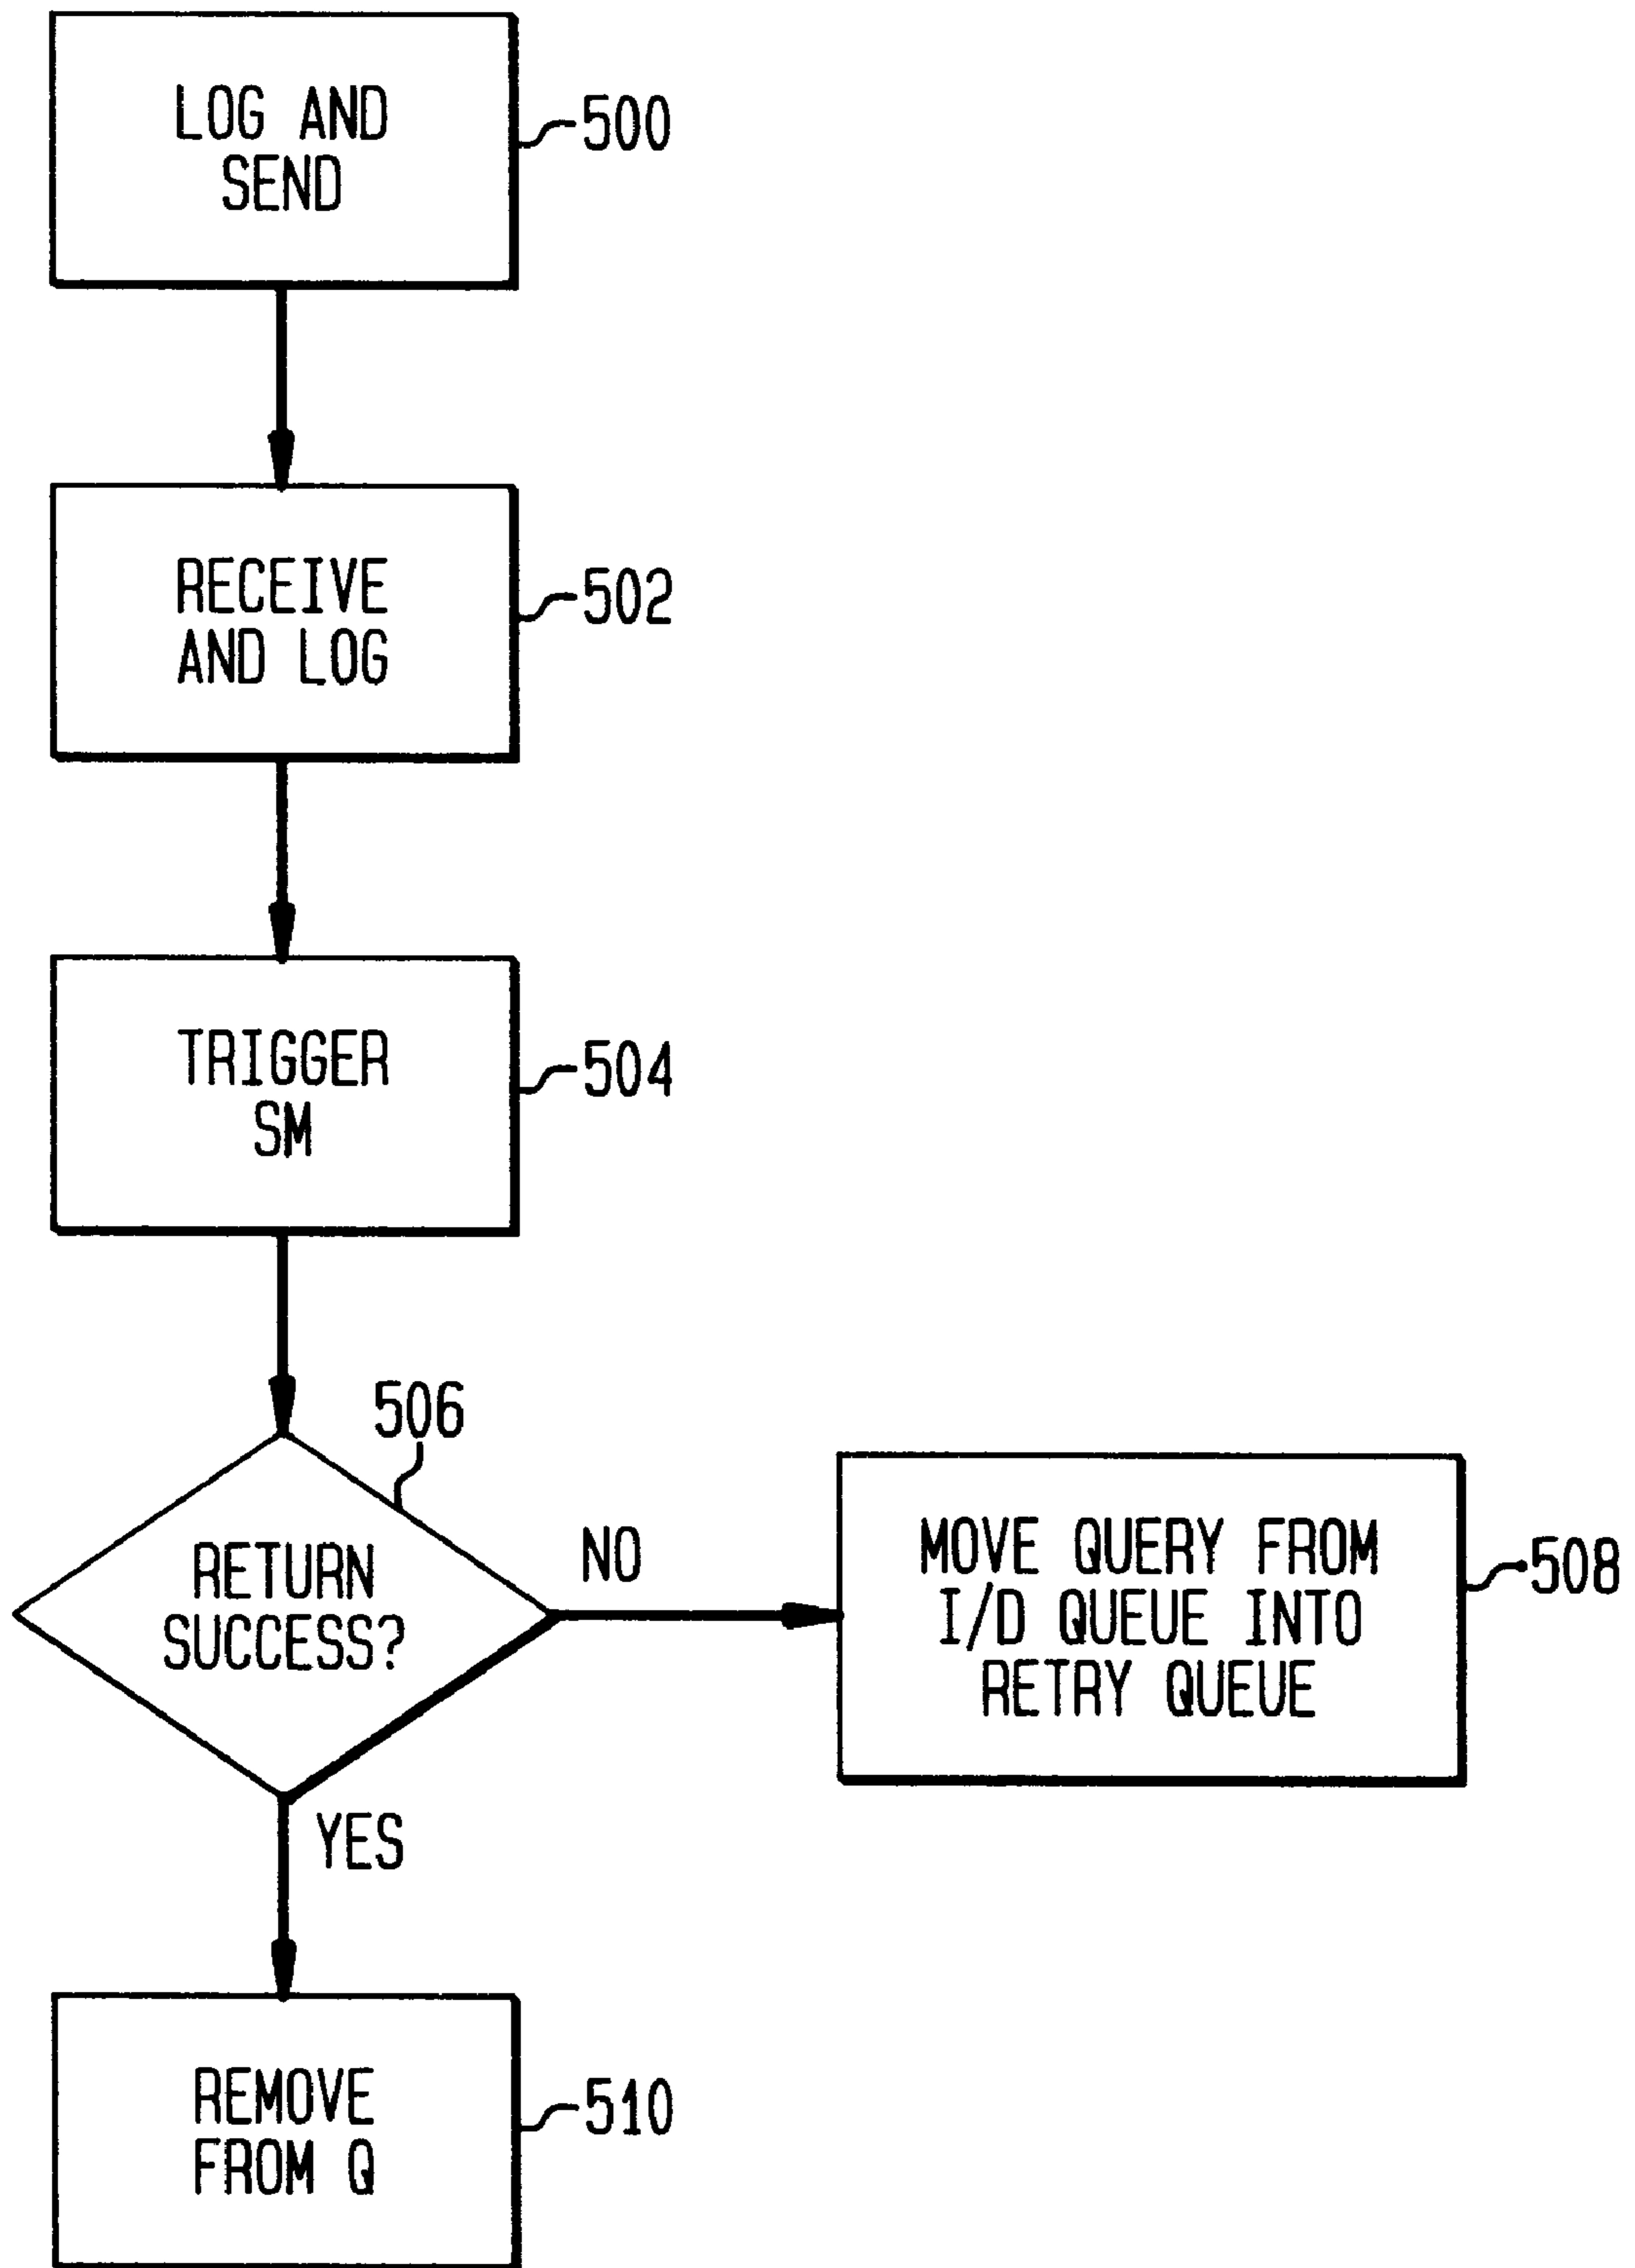 LOG AND
SEND
500
RECEIVE
AND LOG
502
TRIGGER
SM
504
506
RETURN
SUCCESS?
NO
MOVE QUERY FROM
I/D QUEUE INTO
RETRY QUEUE
508
YES
REMOVE
FROM Q
510